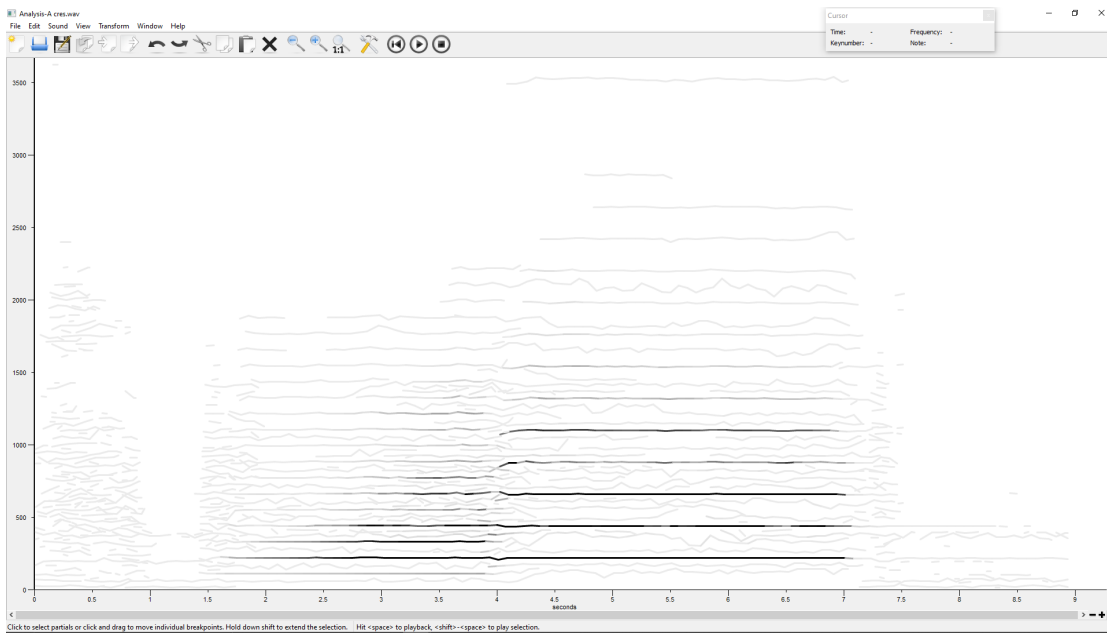 Analysis-A cres.wav
File Edit Sound View Transform Window Help
1:1
Cursor
Time: - Frequency: -
Keynumber: - Note: -
3500
3000
2500
2000
1500
1000
500
0
0 0.5 1 1.5 2 2.5 3 3.5 4 4.5 5 5.5 6 6.5 7 7.5 8 8.5 9
seconds
Click to select partials or click and drag to move individual breakpoints. Hold down shift to extend the selection. Hit <space> to playback, <shift>-<space> to play selection.